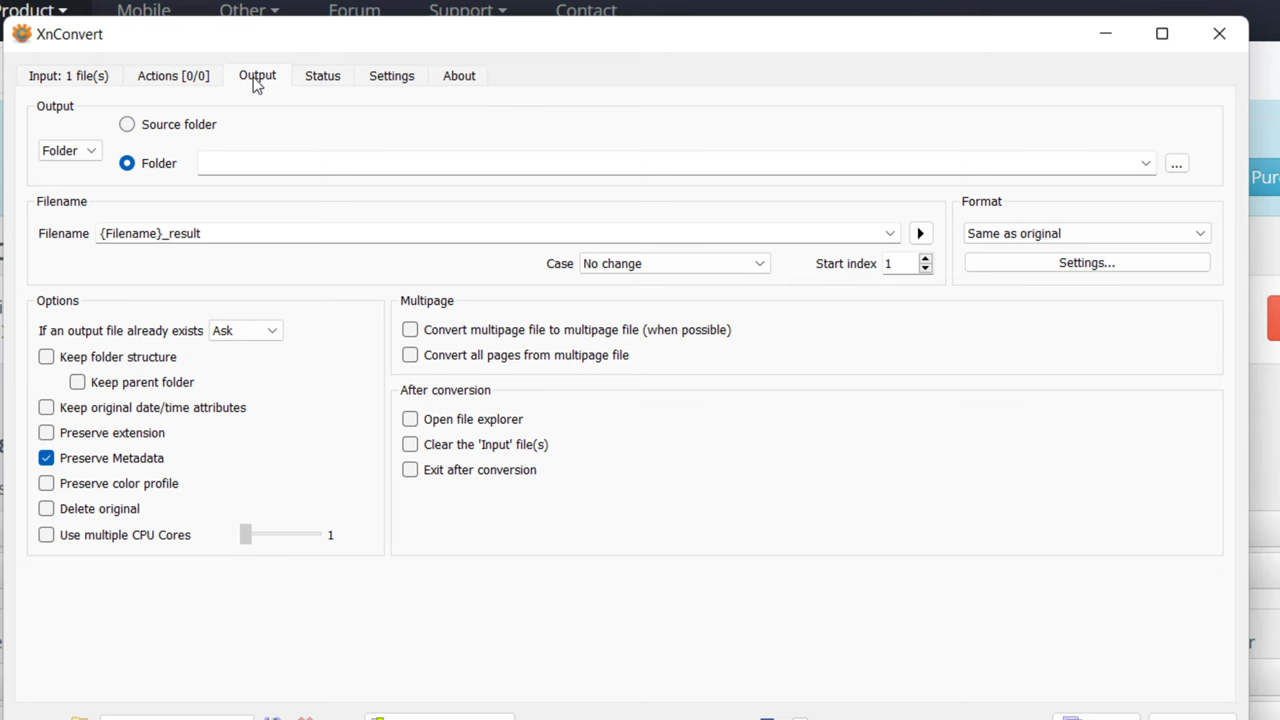 Product Mobile Other Forum Support Contact
XnConvert
Input: 1 file(s) Actions [0/0] Output Status Settings About
Output
Source folder
Folder
Folder
...
Filename
Format
Filename {Filename}_result
Same as original
Case No change Start index 1
Settings...
Options
Multipage
If an output file already exists Ask
Convert multipage file to multipage file (when possible)
Keep folder structure
Convert all pages from multipage file
Keep parent folder
After conversion
Keep original date/time attributes
Open file explorer
Preserve extension
Clear the 'Input' file(s)
Preserve Metadata
Exit after conversion
Preserve color profile
Delete original
Use multiple CPU Cores 1